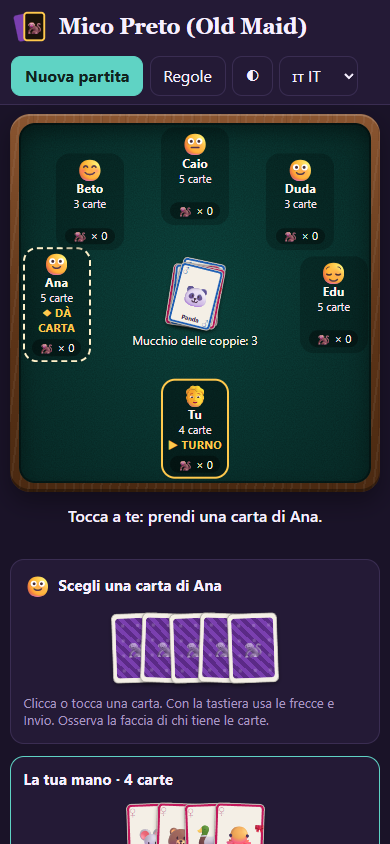 Mico Preto (Old Maid)
Nuova partita
Regole
IT IT
Caio
5 carte
× 0
Beto
3 carte
× 0
Duda
3 carte
× 0
Ana
5 carte
◆ DÀ
CARTA
× 0
Edu
5 carte
× 0
Panda
Mucchio delle coppie: 3
Tu
4 carte
▶ TURNO
× 0
Tocca a te: prendi una carta di Ana.
Scegli una carta di Ana
Clicca o tocca una carta. Con la tastiera usa le frecce e
Invio. Osserva la faccia di chi tiene le carte.
La tua mano · 4 carte